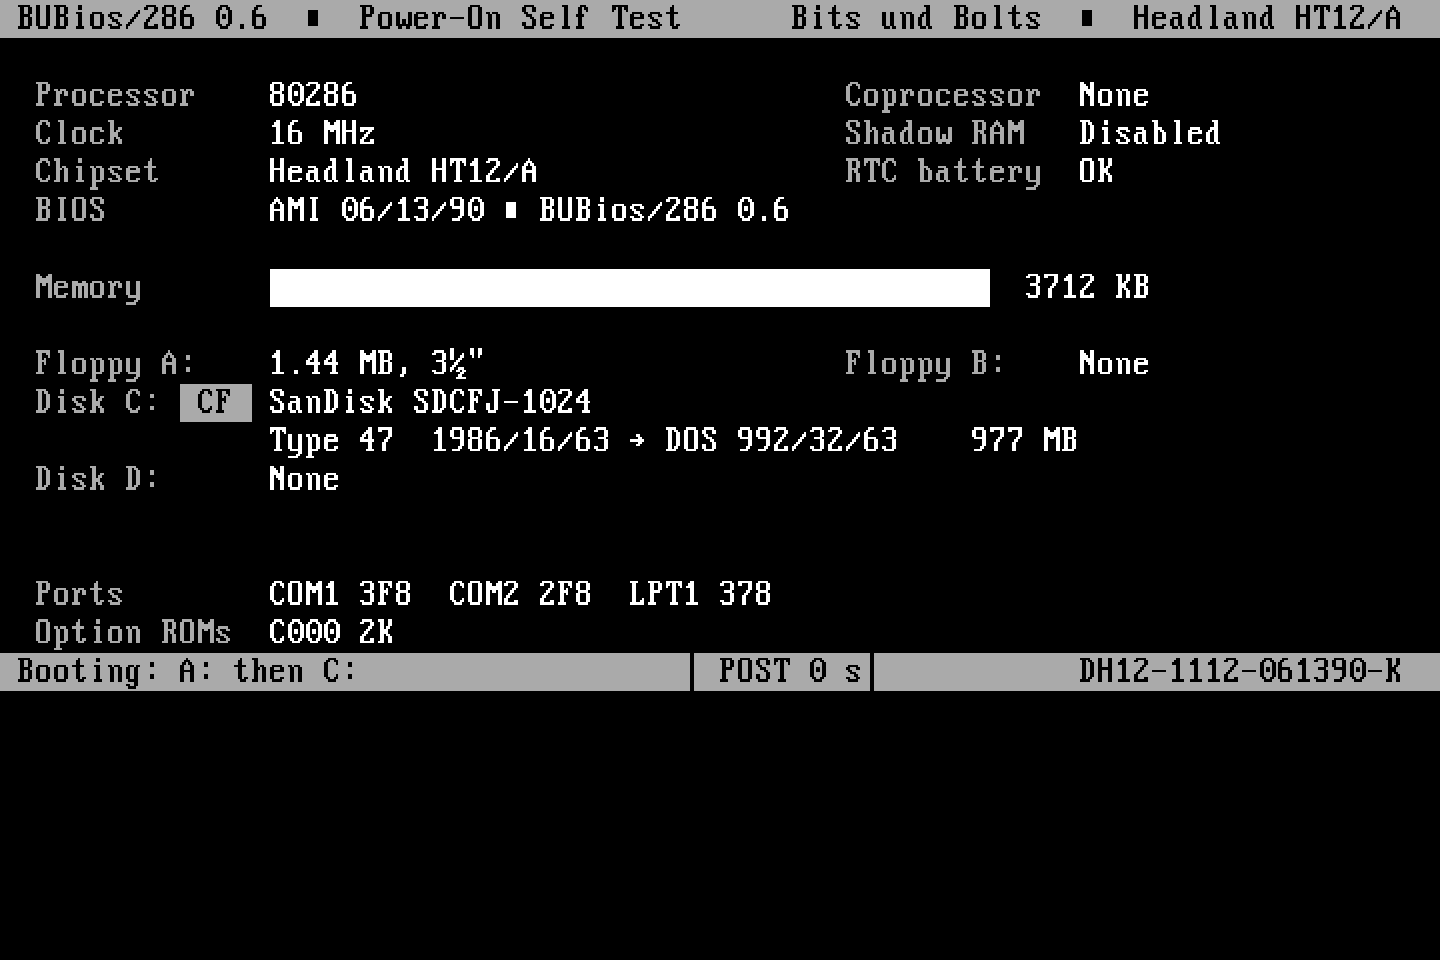 BUBios/286 0.6 ▪ Power-On Self Test Bits und Bolts ▪ Headland HT12/A
Processor 80286 Coprocessor None
Clock 16 MHz Shadow RAM Disabled
Chipset Headland HT12/A RTC battery OK
BIOS AMI 06/13/90 ▪ BUBios/286 0.6
Memory 3712 KB
Floppy A: 1.44 MB, 3½" Floppy B: None
Disk C: CF SanDisk SDCFJ-1024
Type 47 1986/16/63 → DOS 992/32/63 977 MB
Disk D: None
Ports COM1 3F8 COM2 2F8 LPT1 378
Option ROMs C000 2K
Booting: A: then C: POST 0 s DH12-1112-061390-K